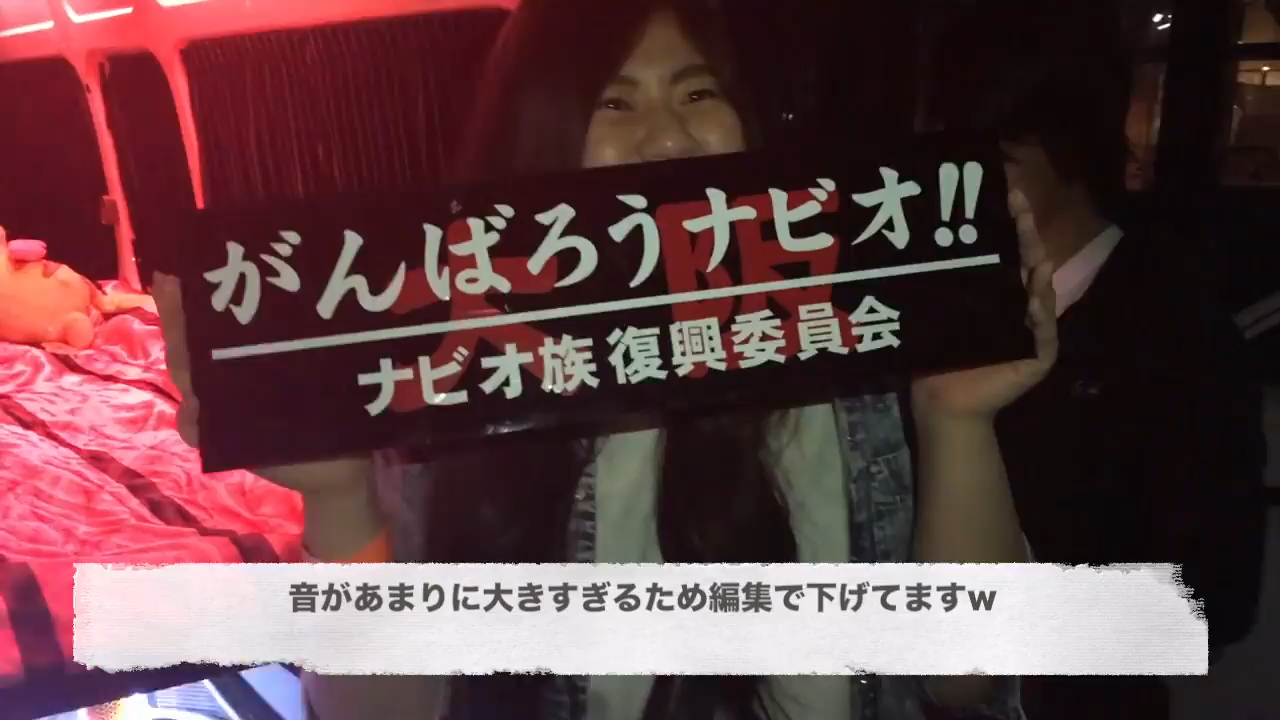 がんばろうナビオ!!
大阪
ナビオ族復興委員会
音があまりに大きすぎるため編集で下げてますw